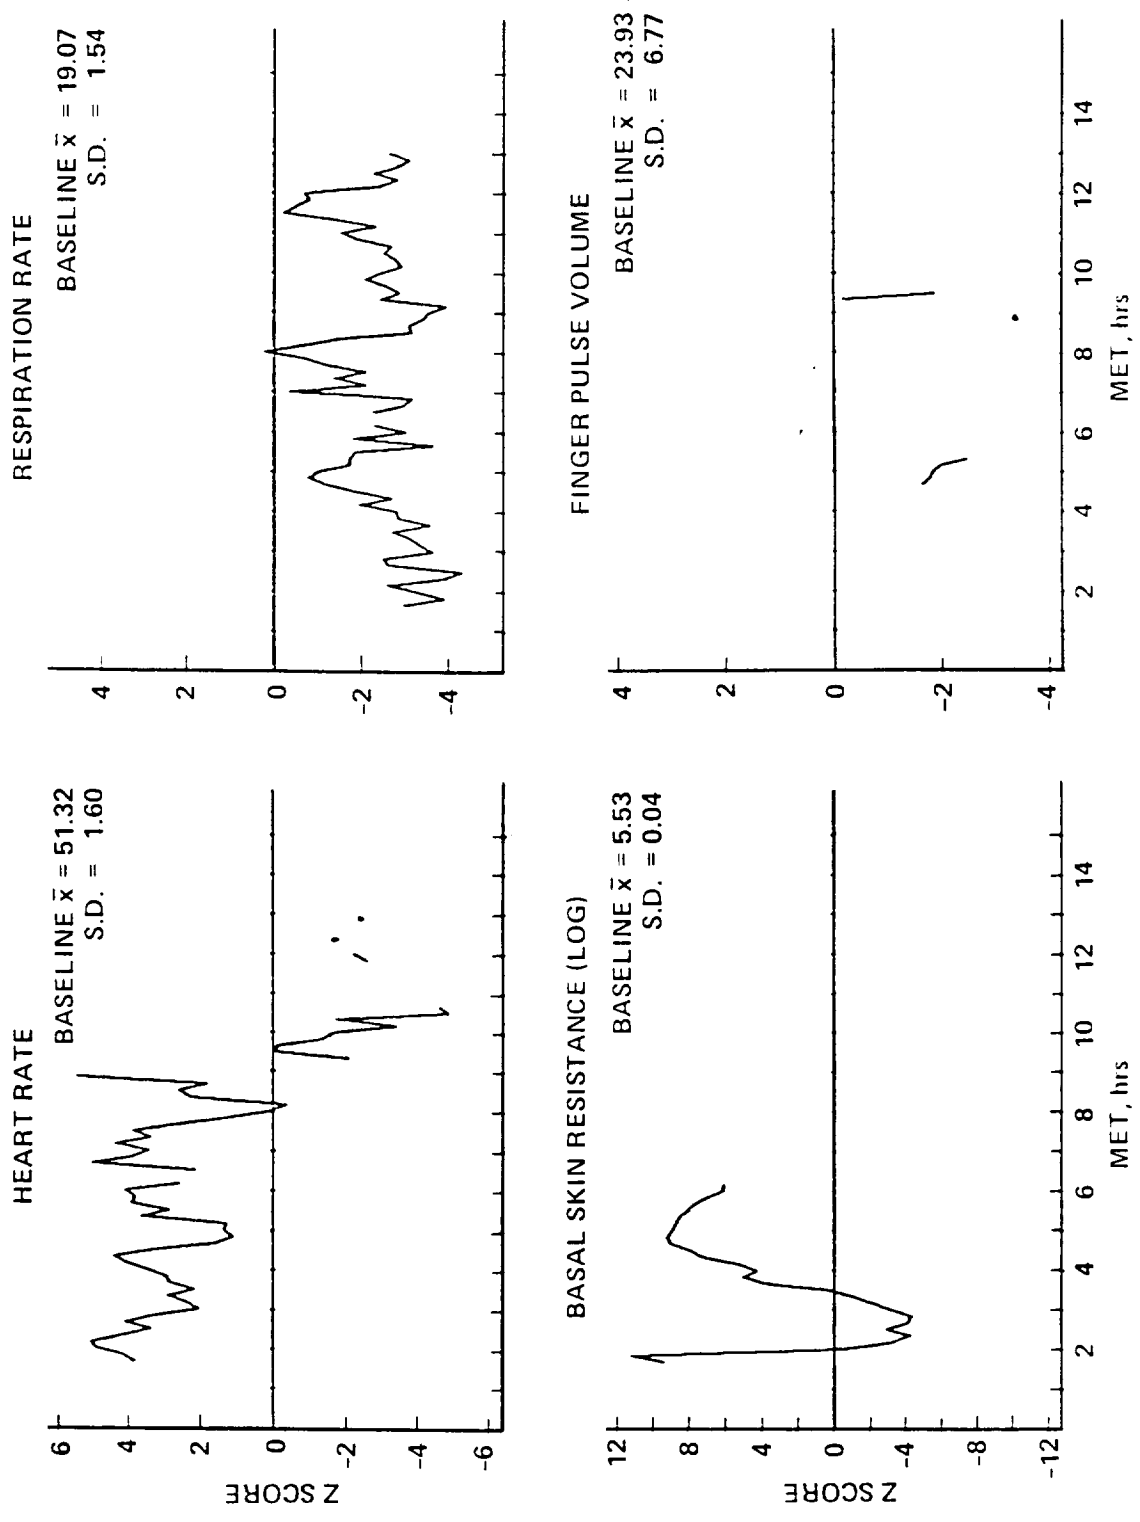 HEART RATE
BASELINE x̄ = 51.32
S.D. = 1.60
6
4
2
0
-2
-4
-6
Z SCORE
RESPIRATION RATE
BASELINE x̄ = 19.07
S.D. = 1.54
4
2
0
-2
-4
BASAL SKIN RESISTANCE (LOG)
BASELINE x̄ = 5.53
S.D. = 0.04
12
8
4
0
-4
-8
-12
Z SCORE
2 4 6 8 10 12 14
MET, hrs
FINGER PULSE VOLUME
BASELINE x̄ = 23.93
S.D. = 6.77
4
2
0
-2
-4
2 4 6 8 10 12 14
MET, hrs